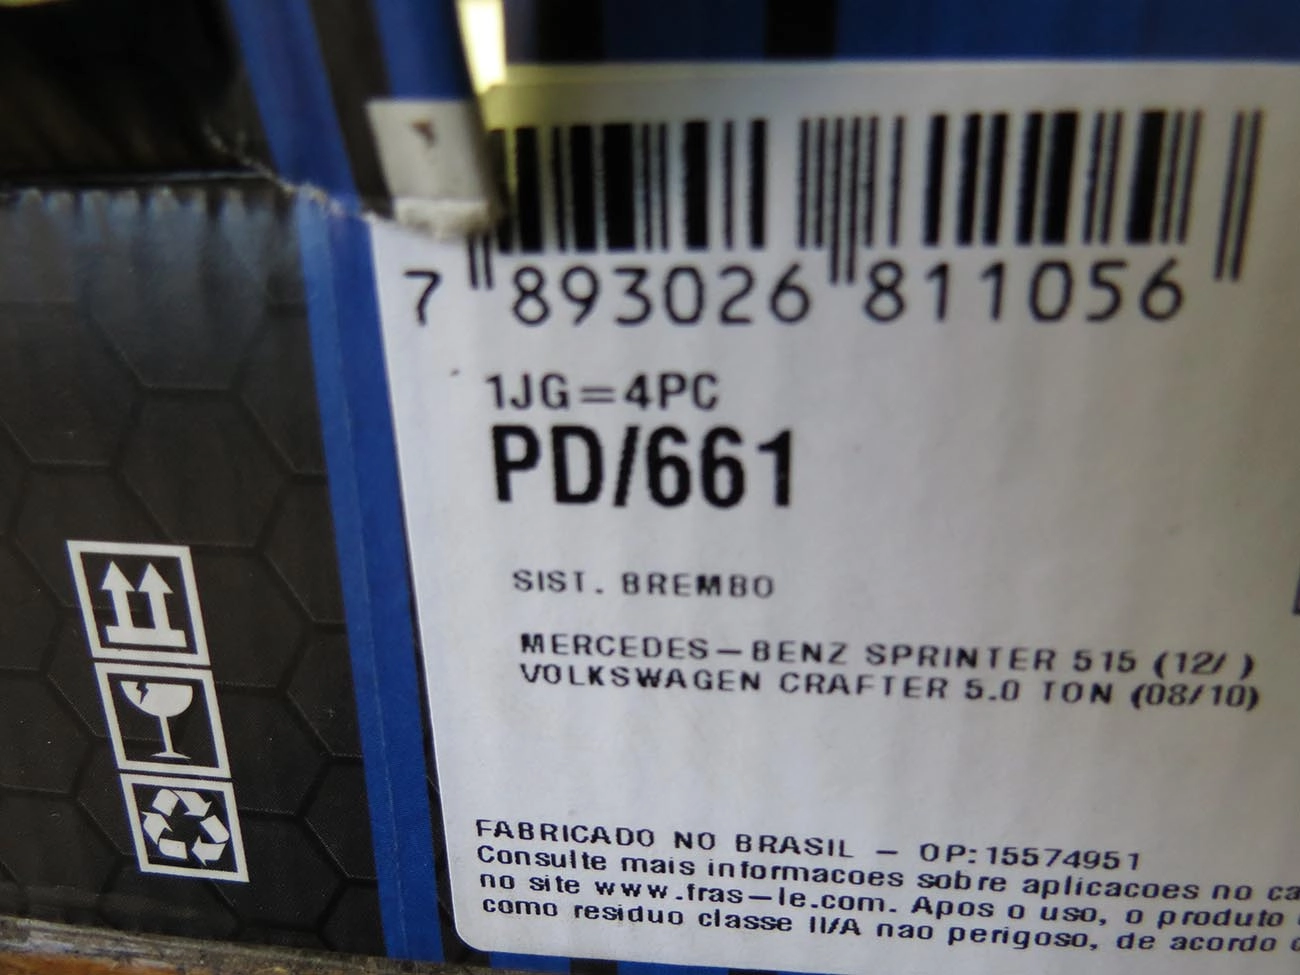 7 893026 811056
1JG=4PC
PD/661
SIST. BREMBO
MERCEDES-BENZ SPRINTER 515 (12/ )
VOLKSWAGEN CRAFTER 5.0 TON (08/10)
FABRICADO NO BRASIL - OP:15574951
Consulte mais informacoes sobre aplicacoes no ca
no site www.fras-le.com. Apos o uso, o produto
como residuo classe II/A nao perigoso, de acordo